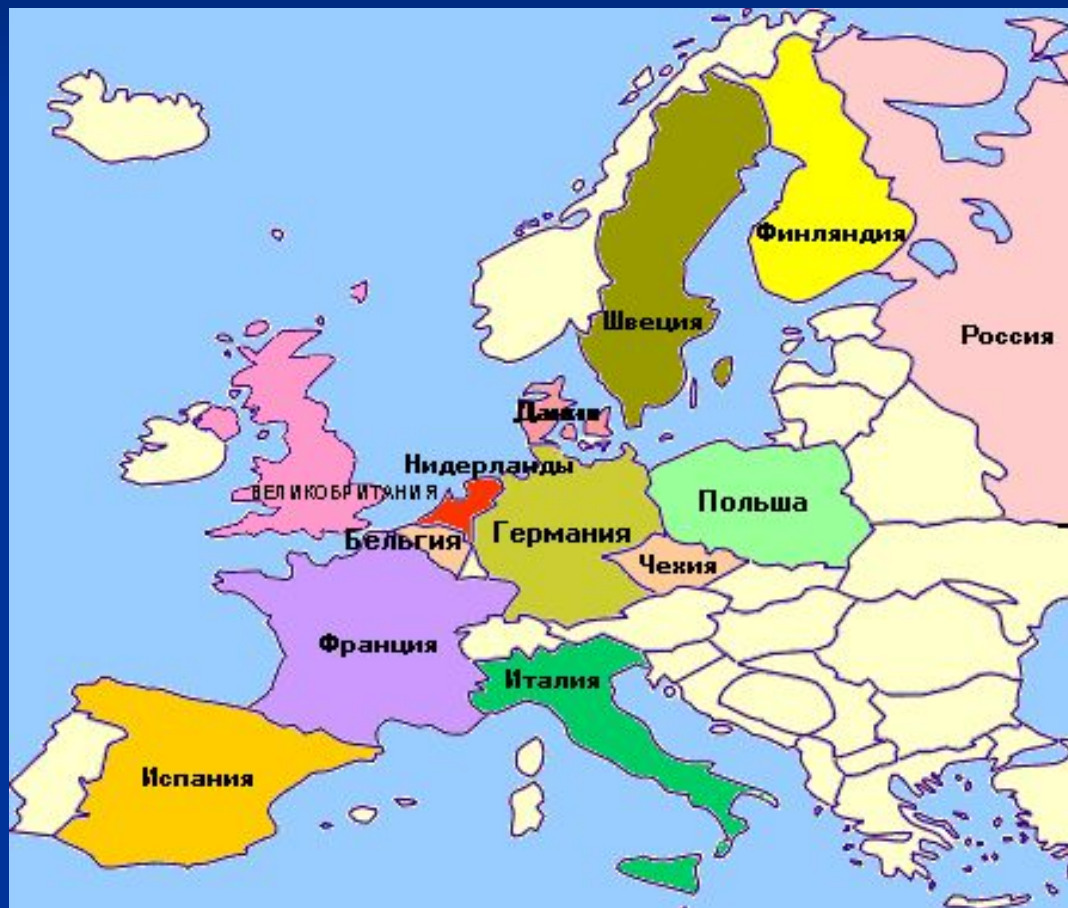 Финляндия
Швеция
Россия
Дания
Нидерланды
ВЕЛИКОБРИТАНИЯ
Польша
Бельгия
Германия
Чехия
Франция
Италия
Испания